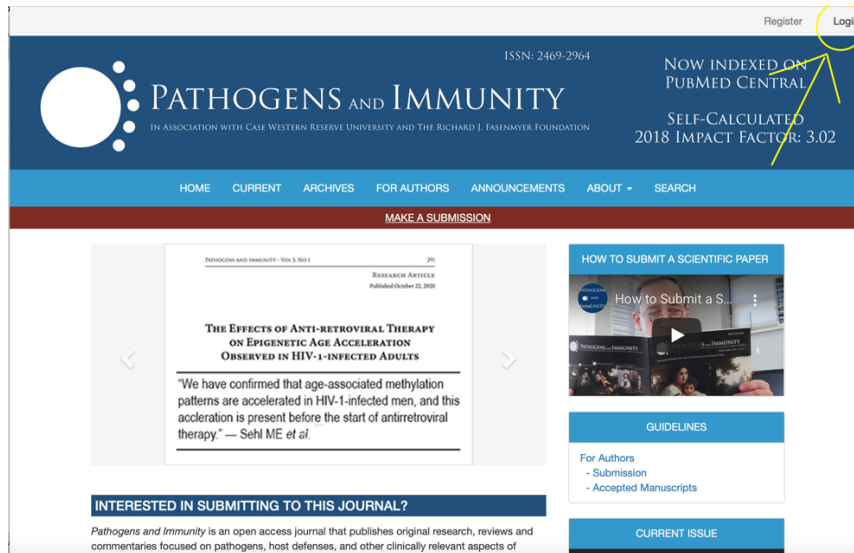 Register Login
ISSN: 2469-2964
PATHOGENS AND IMMUNITY
IN ASSOCIATION WITH CASE WESTERN RESERVE UNIVERSITY AND THE RICHARD J. FASENMYER FOUNDATION
NOW INDEXED ON
PUBMED CENTRAL
SELF-CALCULATED
2018 IMPACT FACTOR: 3.02
HOME CURRENT ARCHIVES FOR AUTHORS ANNOUNCEMENTS ABOUT SEARCH
MAKE A SUBMISSION
PATHOGENS AND IMMUNITY - VOL 5, NO 1 291
RESEARCH ARTICLE
Published October 22, 2020
THE EFFECTS OF ANTI-RETROVIRAL THERAPY
ON EPIGENETIC AGE ACCELERATION
OBSERVED IN HIV-1-INFECTED ADULTS
"We have confirmed that age-associated methylation
patterns are accelerated in HIV-1-infected men, and this
accleration is present before the start of antiretroviral
therapy." — Sehl ME et al.
INTERESTED IN SUBMITTING TO THIS JOURNAL?
Pathogens and Immunity is an open access journal that publishes original research, reviews and
commentaries focused on pathogens, host defenses, and other clinically relevant aspects of
HOW TO SUBMIT A SCIENTIFIC PAPER
PATHOGENS
AND
IMMUNITY
How to Submit a S...
PATHOGENS AND IMMUNITY
GUIDELINES
For Authors
- Submission
- Accepted Manuscripts
CURRENT ISSUE